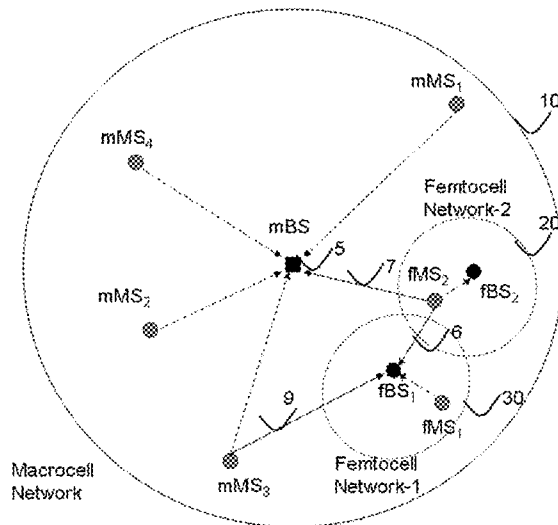 mMS1
10
mMS4
Femtocell
Network-2
20
mBS
5
7
fMS2
fBS2
mMS2
6
fBS1
9
30
fMS1
Macrocell
Network
mMS3
Femtocell
Network-1